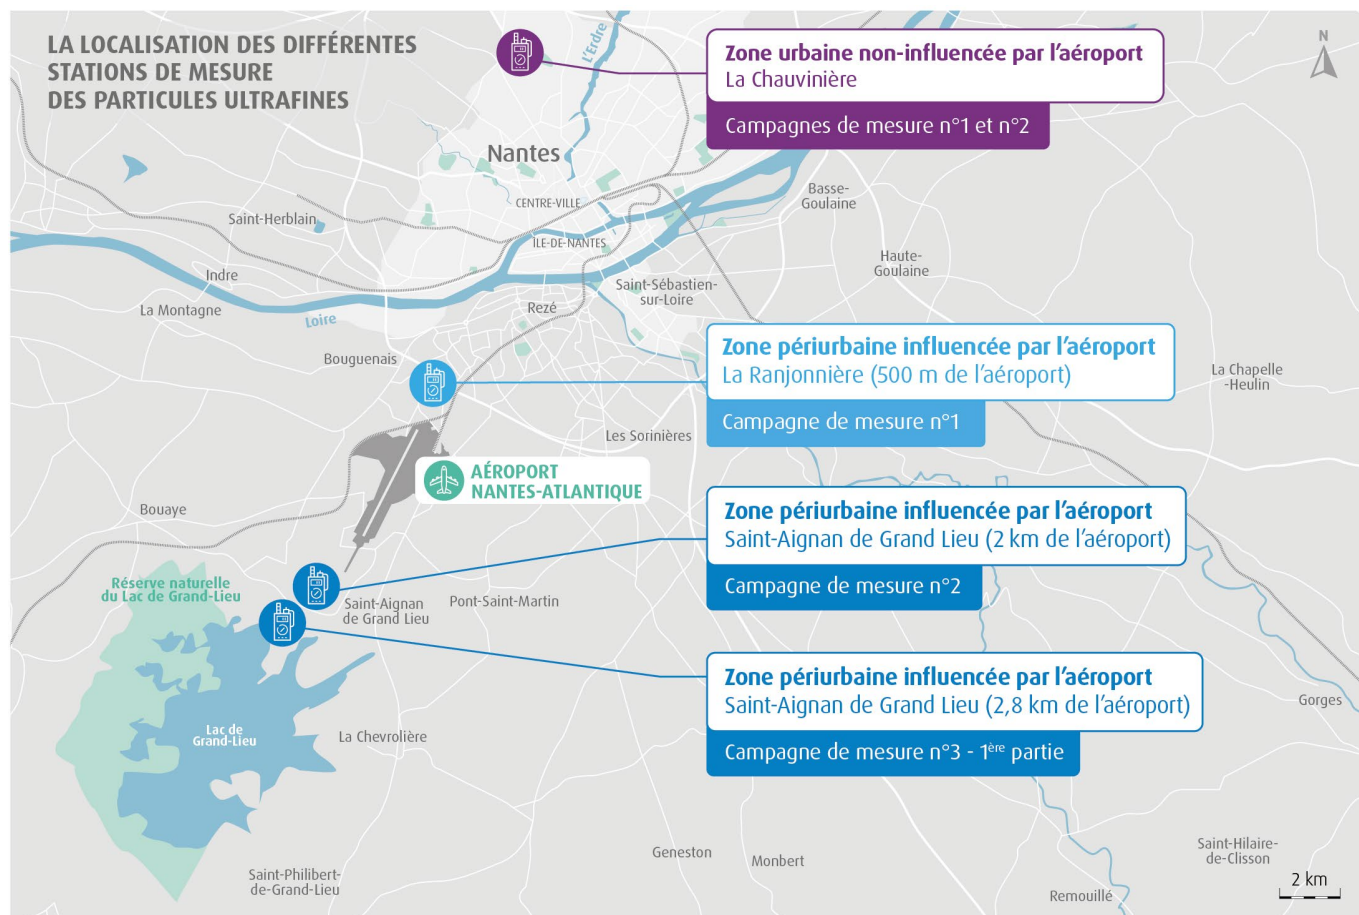 LA LOCALISATION DES DIFFÉRENTES
STATIONS DE MESURE
DES PARTICULES ULTRAFINES
L'Erdre
N
Zone urbaine non-influencée par l'aéroport
La Chauvinière
Campagnes de mesure n°1 et n°2
Nantes
CENTRE-VILLE
Basse-
Goulaine
Saint-Herblain
ÎLE-DE-NANTES
Haute-
Goulaine
Indre
Saint-Sébastien-
sur-Loire
La Montagne
Loire
Rezé
Bouguenais
Zone périurbaine influencée par l'aéroport
La Ranjonnière (500 m de l'aéroport)
Campagne de mesure n°1
La Chapelle
-Heulin
Les Sorinières
AÉROPORT
NANTES-ATLANTIQUE
Bouaye
Zone périurbaine influencée par l'aéroport
Saint-Aignan de Grand Lieu (2 km de l'aéroport)
Campagne de mesure n°2
Réserve naturelle
du Lac de Grand-Lieu
Saint-Aignan
de Grand Lieu
Pont-Saint-Martin
Zone périurbaine influencée par l'aéroport
Saint-Aignan de Grand Lieu (2,8 km de l'aéroport)
Campagne de mesure n°3 - 1ère partie
Gorges
Lac de
Grand-Lieu
La Chevrolière
Geneston
Monbert
Saint-Hilaire-
de-Clisson
Saint-Philibert-
de-Grand-Lieu
Remouillé
2 km